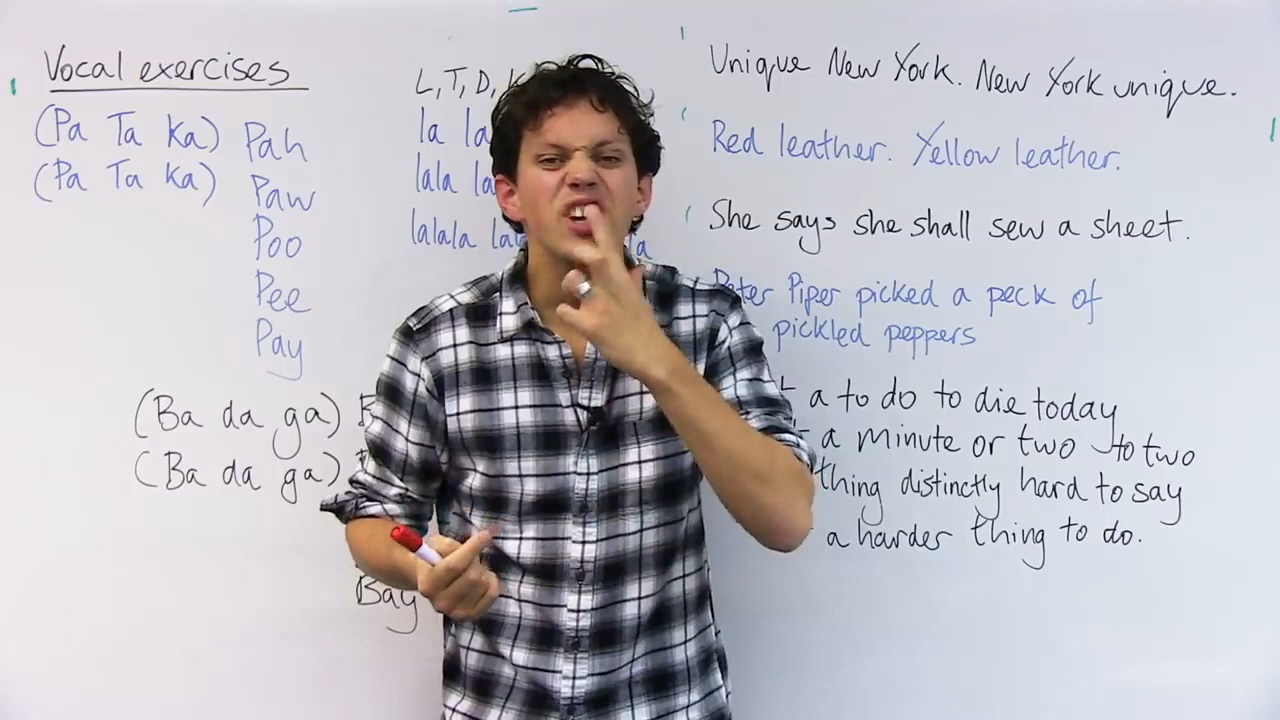 Vocal exercises
(Pa Ta Ka) Pah
(Pa Ta Ka) Paw
Poo
Pee
Pay
(Ba da ga)
(Ba da ga)
Bay
L, T, D,
la la
lala la
lalala la la
Unique New York. New York unique.
Red leather. Yellow leather.
She says she shall sew a sheet.
Peter Piper picked a peck of
pickled peppers
a to do to die today
a minute or two to two
thing distinctly hard to say
a harder thing to do.